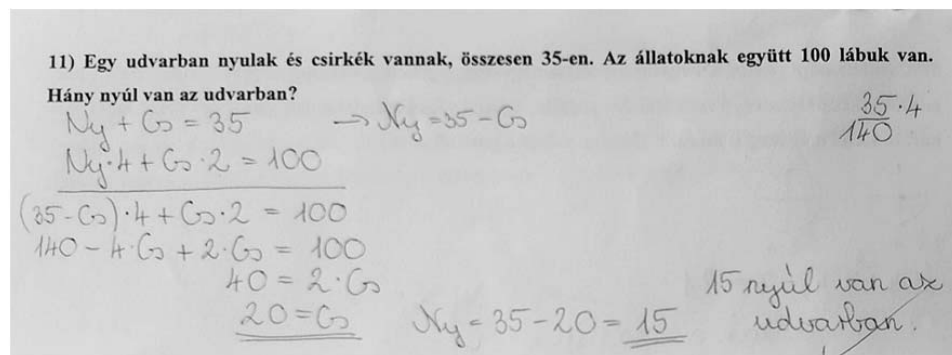 11) Egy udvarban nyulak és csirkék vannak, összesen 35-en. Az állatoknak együtt 100 lábuk van.
Hány nyúl van az udvarban?
Ny + Cs = 35 → Ny = 35 - Cs
35·4
140
Ny·4 + Cs·2 = 100
(35-Cs)·4 + Cs·2 = 100
140 - 4·Cs + 2·Cs = 100
40 = 2·Cs
20 = Cs
Ny = 35 - 20 = 15
15 nyúl van az
udvarban.